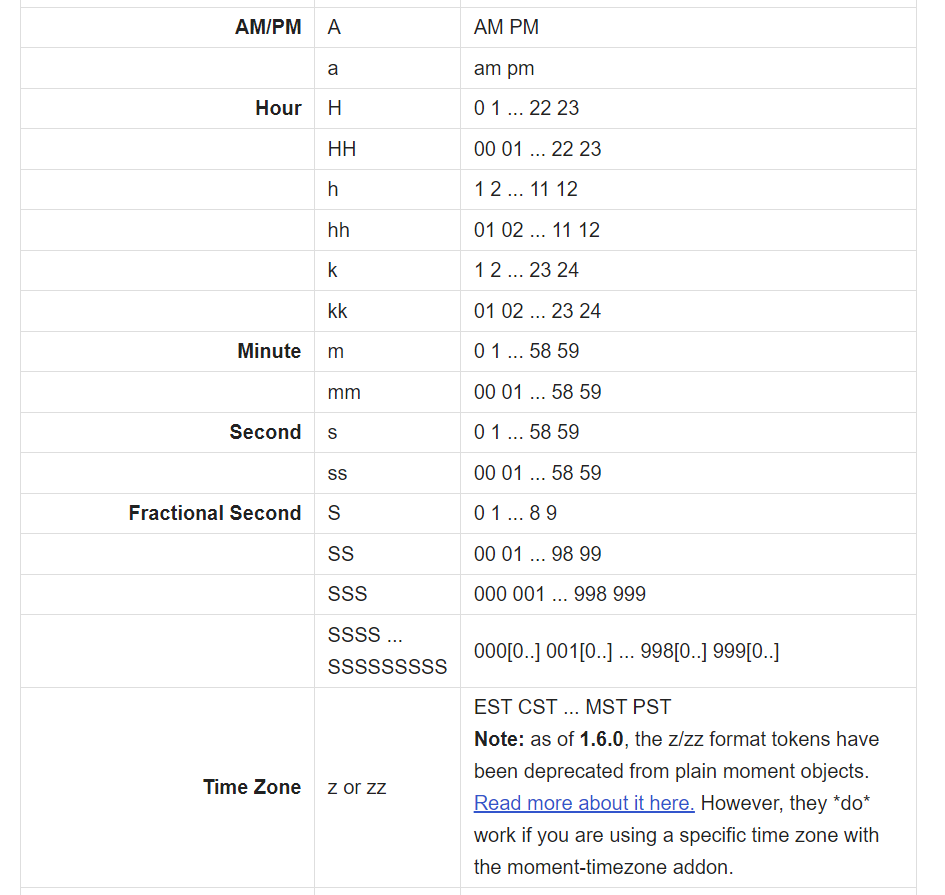 AM/PM A AM PM
a am pm
Hour H 0 1 ... 22 23
HH 00 01 ... 22 23
h 1 2 ... 11 12
hh 01 02 ... 11 12
k 1 2 ... 23 24
kk 01 02 ... 23 24
Minute m 0 1 ... 58 59
mm 00 01 ... 58 59
Second s 0 1 ... 58 59
ss 00 01 ... 58 59
Fractional Second S 0 1 ... 8 9
SS 00 01 ... 98 99
SSS 000 001 ... 998 999
SSSS ...
SSSSSSSSS
000[0..] 001[0..] ... 998[0..] 999[0..]
Time Zone z or zz
EST CST ... MST PST
Note: as of 1.6.0, the z/zz format tokens have
been deprecated from plain moment objects.
Read more about it here. However, they *do*
work if you are using a specific time zone with
the moment-timezone addon.